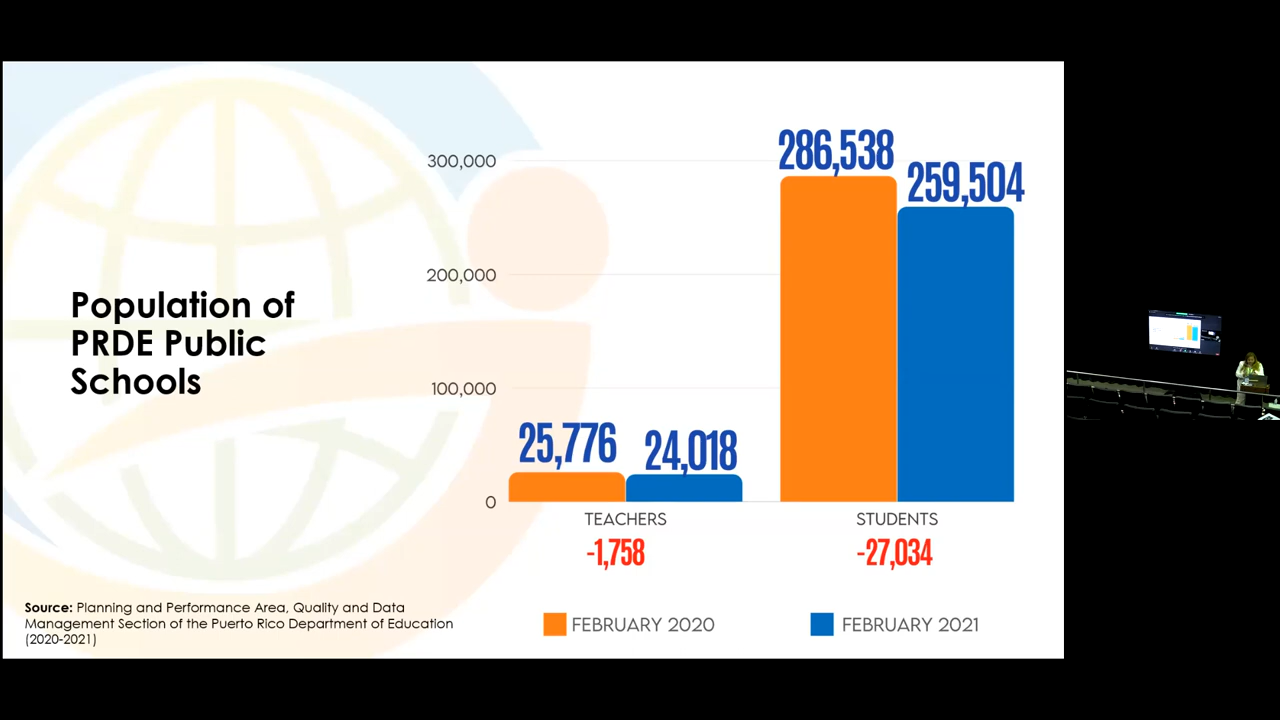 Population of
PRDE Public
Schools
300,000
200,000
100,000
0
286,538
259,504
25,776
24,018
TEACHERS
STUDENTS
-1,758
-27,034
FEBRUARY 2020
FEBRUARY 2021
Source: Planning and Performance Area, Quality and Data
Management Section of the Puerto Rico Department of Education
(2020-2021)